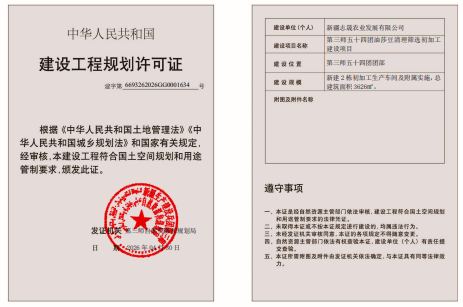 中华人民共和国
建设工程规划许可证
建字第 6693262026GG0001634 号
根据《中华人民共和国土地管理法》《中
华人民共和国城乡规划法》和国家有关规定，
经审核，本建设工程符合国土空间规划和用途
管制要求，颁发此证。
发证机关 第三师
规划局
日 期
建设单位（个人） 新疆志晟农业发展有限公司
建设项目名称 第三师五十四团油莎豆清理筛选初加工
建设项目
建设位置 第三师五十四团团部
建设规模 新建2栋初加工生产车间及附属实施，总
建筑面积3626㎡。
附图及附件名称
遵守事项
一、本证是经自然资源主管部门依法审核，建设工程符合国土空间规划
和用途管制要求的法律凭证。
二、未取得本证或不按本证规定进行建设的，均属违法行为。
三、未经发证机关审核同意，本证的各项规定不得随意变更。
四、自然资源主管部门依法有权查验本证，建设单位（个人）有责任提
交查验。
五、本证所需附图及附件由发证机关依法确定，与本证具有同等法律效
力。